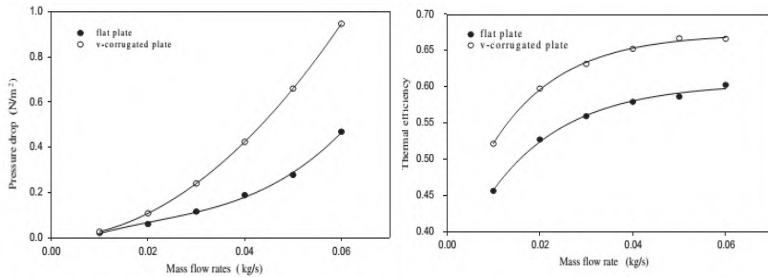 flat plate
v-corrugated plate
Pressure drop (N/m²)
1.0
0.8
0.6
0.4
0.2
0.0
0.00 0.02 0.04 0.06
Mass flow rates (kg/s)
flat plate
v-corrugated plate
Thermal efficiency
0.70
0.65
0.60
0.55
0.50
0.45
0.40
0.00 0.02 0.04 0.06
Mass flow rate (kg/s)